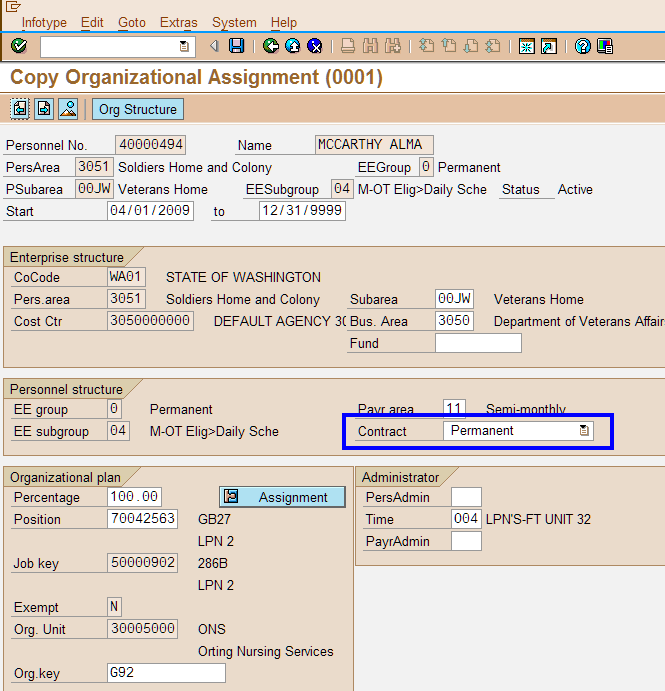 Infotype Edit Goto Extras System Help
Copy Organizational Assignment (0001)
Org Structure
Personnel No. 40000494 Name MCCARTHY ALMA
PersArea 3051 Soldiers Home and Colony EEGroup 0 Permanent
PSubarea 00JW Veterans Home EESubgroup 04 M-OT Elig>Daily Sche Status Active
Start 04/01/2009 to 12/31/9999
Enterprise structure
CoCode WA01 STATE OF WASHINGTON
Pers.area 3051 Soldiers Home and Colony Subarea 00JW Veterans Home
Cost Ctr 3050000000 DEFAULT AGENCY 30 Bus. Area 3050 Department of Veterans Affair
Fund
Personnel structure
EE group 0 Permanent Payr.area 11 Semi-monthly
EE subgroup 04 M-OT Elig>Daily Sche Contract Permanent
Organizational plan
Percentage 100.00 Assignment
Position 70042563 GB27
LPN 2
Job key 50000902 286B
LPN 2
Exempt N
Org. Unit 30005000 ONS
Orting Nursing Services
Org.key G92
Administrator
PersAdmin
Time 004 LPN'S-FT UNIT 32
PayrAdmin